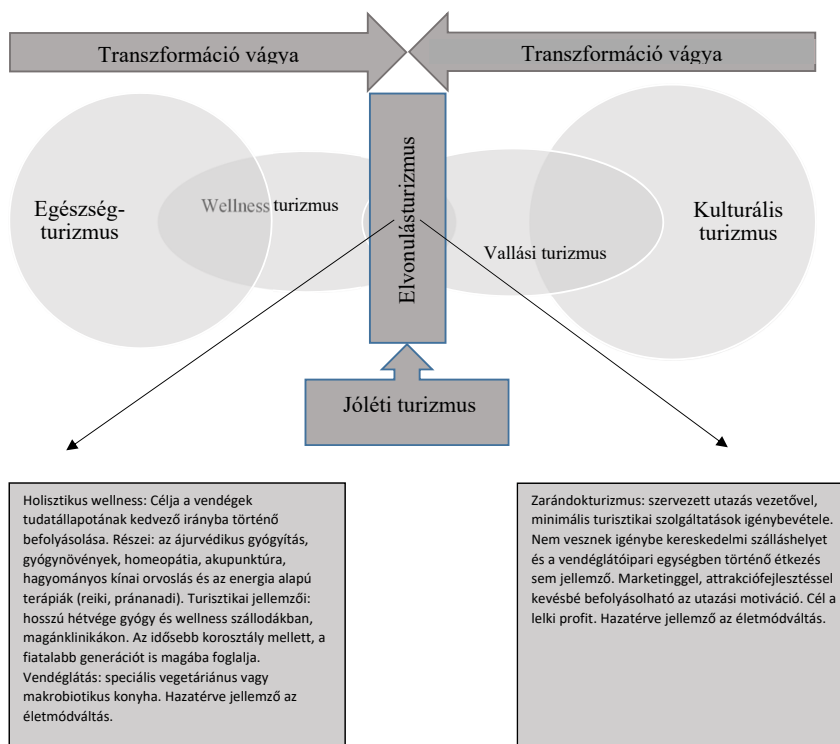 Transzformáció vágya
Transzformáció vágya
Egészség-
turizmus
Wellness turizmus
Elvonulásturizmus
Vallási turizmus
Kulturális
turizmus
Jóléti turizmus
Holisztikus wellness: Célja a vendégek
tudatállapotának kedvező irányba történő
befolyásolása. Részei: az ájurvédikus gyógyítás,
gyógynövények, homeopátia, akupunktúra,
hagyományos kínai orvoslás és az energia alapú
terápiák (reiki, pránanadi). Turisztikai jellemzői:
hosszú hétvége gyógy és wellness szállodákban,
magánklinikákon. Az idősebb korosztály mellett, a
fiatalabb generációt is magába foglalja.
Vendéglátás: speciális vegetáriánus vagy
makrobiotikus konyha. Hazatérve jellemző az
életmódváltás.
Zarándokturizmus: szervezett utazás vezetővel,
minimális turisztikai szolgáltatások igénybevétele.
Nem vesznek igénybe kereskedelmi szálláshelyet
és a vendéglátóipari egységben történő étkezés
sem jellemző. Marketinggel, attrakciófejlesztéssel
kevésbé befolyásolható az utazási motiváció. Cél a
lelki profit. Hazatérve jellemző az életmódváltás.